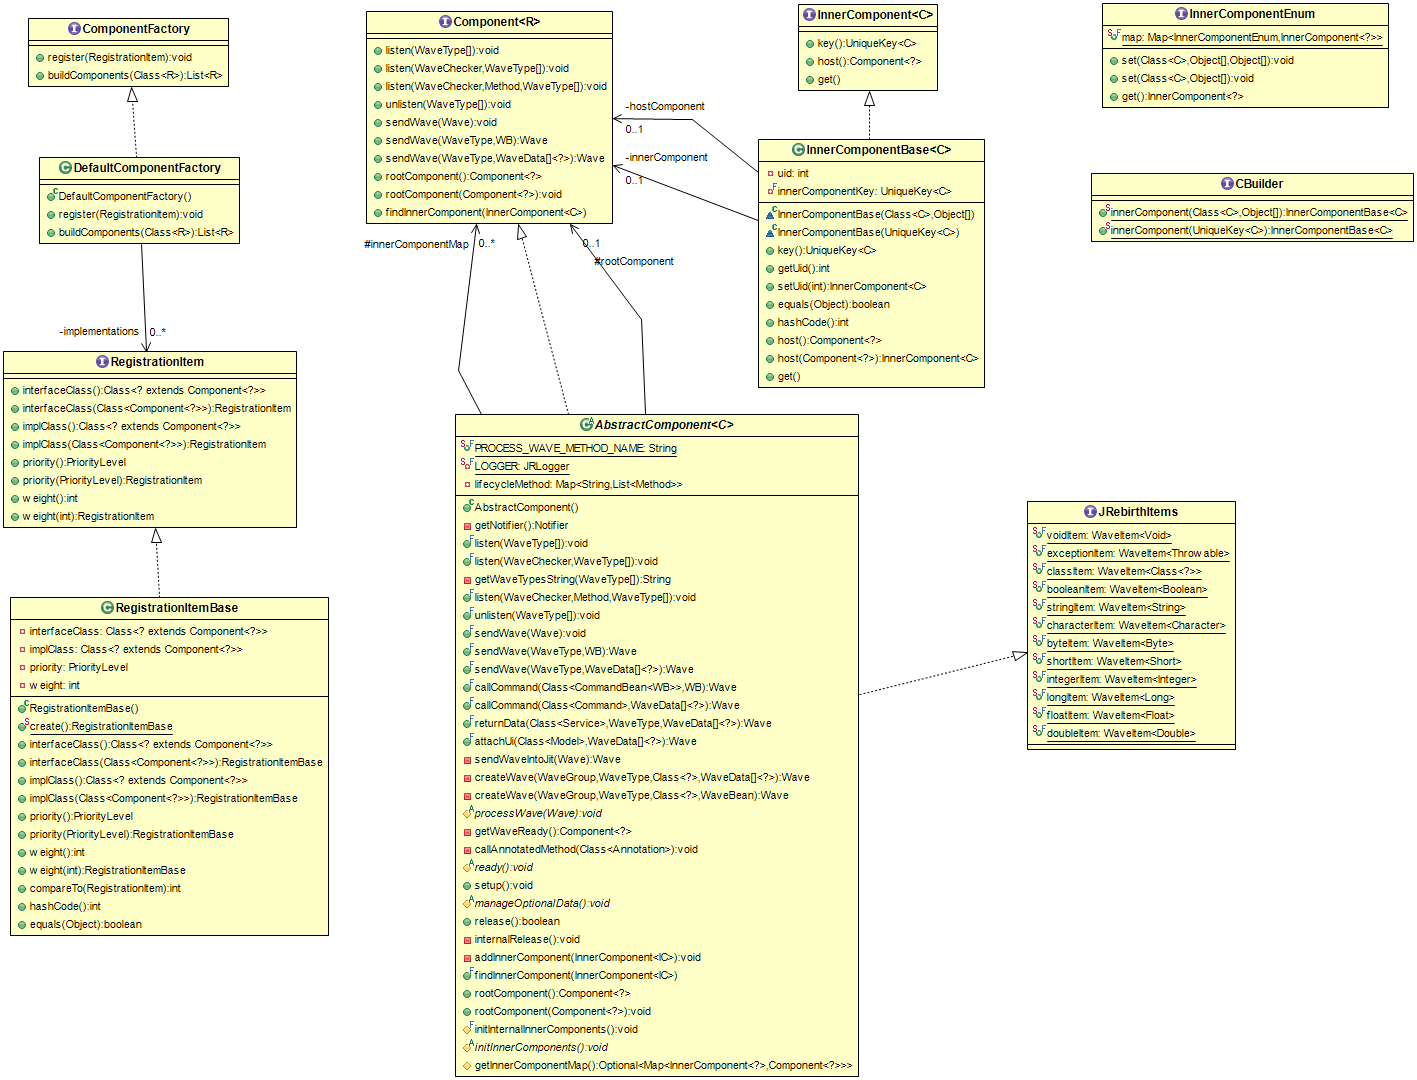 ComponentFactory
register(RegistrationItem):void
buildComponents(Class<R>):List<R>
DefaultComponentFactory
DefaultComponentFactory()
register(RegistrationItem):void
buildComponents(Class<R>):List<R>
-implementations
0..*
RegistrationItem
interfaceClass():Class<? extends Component<?>>
interfaceClass(Class<Component<?>>):RegistrationItem
implClass():Class<? extends Component<?>>
implClass(Class<Component<?>>):RegistrationItem
priority():PriorityLevel
priority(PriorityLevel):RegistrationItem
weight():int
weight(int):RegistrationItem
RegistrationItemBase
interfaceClass: Class<? extends Component<?>>
implClass: Class<? extends Component<?>>
priority: PriorityLevel
weight: int
RegistrationItemBase()
create():RegistrationItemBase
interfaceClass():Class<? extends Component<?>>
interfaceClass(Class<Component<?>>):RegistrationItemBase
implClass():Class<? extends Component<?>>
implClass(Class<Component<?>>):RegistrationItemBase
priority():PriorityLevel
priority(PriorityLevel):RegistrationItemBase
weight():int
weight(int):RegistrationItemBase
compareTo(RegistrationItem):int
hashCode():int
equals(Object):boolean
Component<R>
listen(WaveType[]):void
listen(WaveChecker,WaveType[]):void
listen(WaveChecker,Method,WaveType[]):void
unlisten(WaveType[]):void
sendWave(Wave):void
sendWave(WaveType,WB):Wave
sendWave(WaveType,WaveData[]<?>):Wave
rootComponent():Component<?>
rootComponent(Component<?>):void
findInnerComponent(InnerComponent<C>)
#innerComponentMap
0..*
0..1
#rootComponent
-hostComponent
0..1
-innerComponent
0..1
InnerComponent<C>
key():UniqueKey<C>
host():Component<?>
get()
InnerComponentBase<C>
uid: int
innerComponentKey: UniqueKey<C>
InnerComponentBase(Class<C>,Object[])
InnerComponentBase(UniqueKey<C>)
key():UniqueKey<C>
getUid():int
setUid(int):InnerComponent<C>
equals(Object):boolean
hashCode():int
host():Component<?>
host(Component<?>):InnerComponent<C>
get()
AbstractComponent<C>
PROCESS_WAVE_METHOD_NAME: String
LOGGER: JRLogger
lifecycleMethod: Map<String,List<Method>>
AbstractComponent()
getNotifier():Notifier
listen(WaveType[]):void
listen(WaveChecker,WaveType[]):void
getWaveTypesString(WaveType[]):String
listen(WaveChecker,Method,WaveType[]):void
unlisten(WaveType[]):void
sendWave(Wave):void
sendWave(WaveType,WB):Wave
sendWave(WaveType,WaveData[]<?>):Wave
callCommand(Class<CommandBean<WB>>,WB):Wave
callCommand(Class<Command>,WaveData[]<?>):Wave
returnData(Class<Service>,WaveType,WaveData[]<?>):Wave
attachUi(Class<Model>,WaveData[]<?>):Wave
sendWaveIntoJit(Wave):Wave
createWave(WaveGroup,WaveType,Class<?>,WaveData[]<?>):Wave
createWave(WaveGroup,WaveType,Class<?>,WaveBean):Wave
processWave(Wave):void
getWaveReady():Component<?>
callAnnotatedMethod(Class<Annotation>):void
ready():void
setup():void
manageOptionalData():void
release():boolean
internalRelease():void
addInnerComponent(InnerComponent<IC>):void
findInnerComponent(InnerComponent<IC>)
rootComponent():Component<?>
rootComponent(Component<?>):void
initInternalInnerComponents():void
initInnerComponents():void
getInnerComponentMap():Optional<Map<InnerComponent<?>,Component<?>>>
InnerComponentEnum
map: Map<InnerComponentEnum,InnerComponent<?>>
set(Class<C>,Object[],Object[]):void
set(Class<C>,Object[]):void
get():InnerComponent<?>
CBuilder
innerComponent(Class<C>,Object[]):InnerComponentBase<C>
innerComponent(UniqueKey<C>):InnerComponentBase<C>
JRebirthItems
voidItem: WaveItem<Void>
exceptionItem: WaveItem<Throwable>
classItem: WaveItem<Class<?>>
booleanItem: WaveItem<Boolean>
stringItem: WaveItem<String>
characterItem: WaveItem<Character>
byteItem: WaveItem<Byte>
shortItem: WaveItem<Short>
integerItem: WaveItem<Integer>
longItem: WaveItem<Long>
floatItem: WaveItem<Float>
doubleItem: WaveItem<Double>